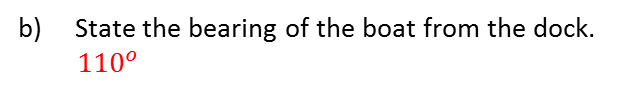 b) State the bearing of the boat from the dock.
110°